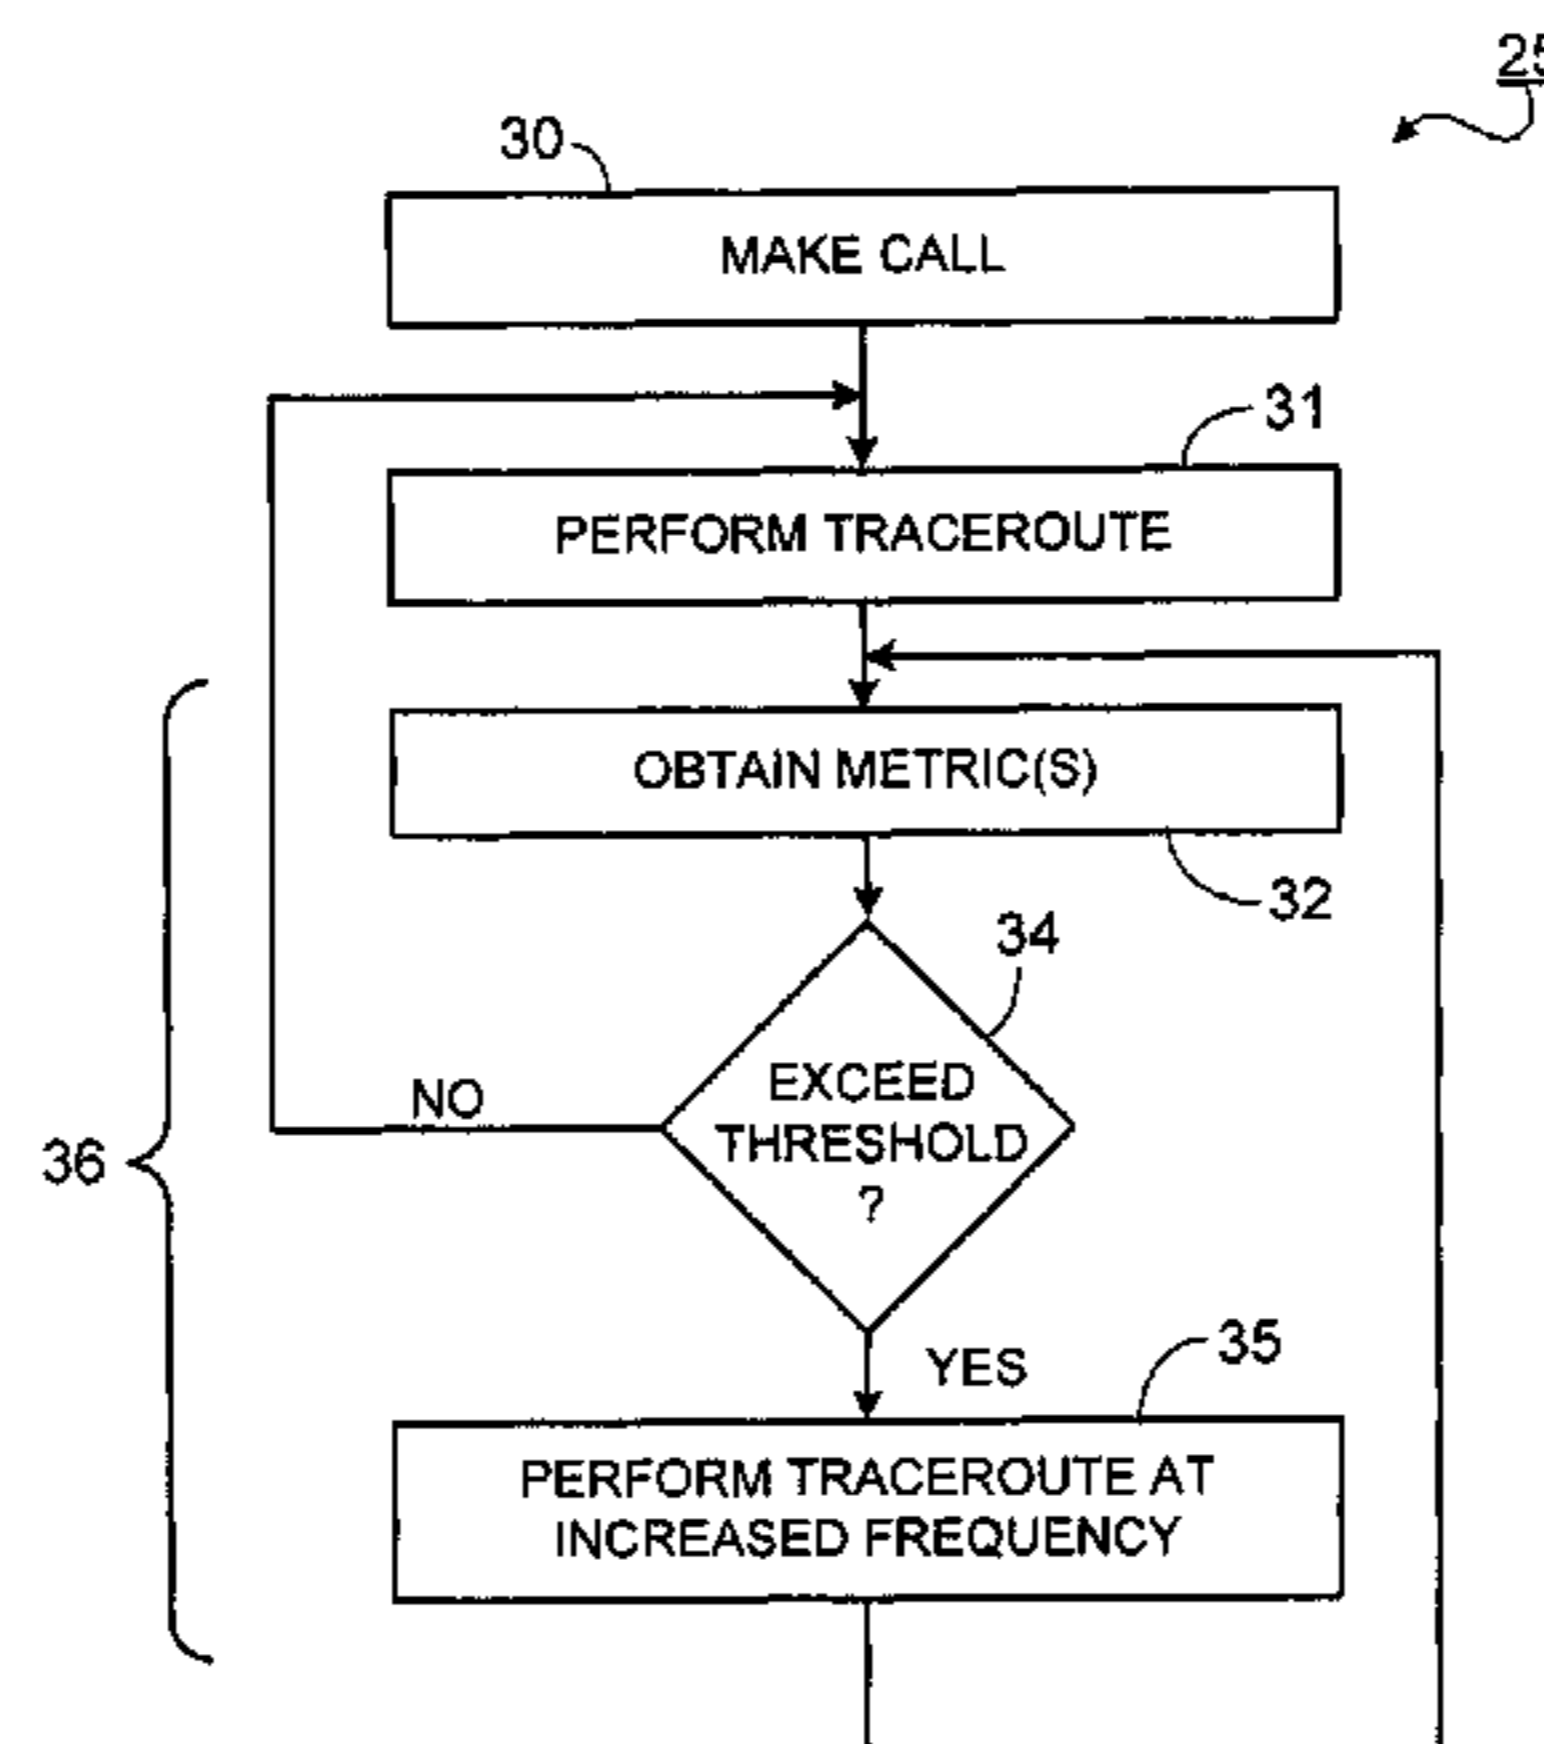 25
30
MAKE CALL
31
PERFORM TRACEROUTE
OBTAIN METRIC(S)
32
34
EXCEED
THRESHOLD
?
NO
36
YES
35
PERFORM TRACEROUTE AT
INCREASED FREQUENCY